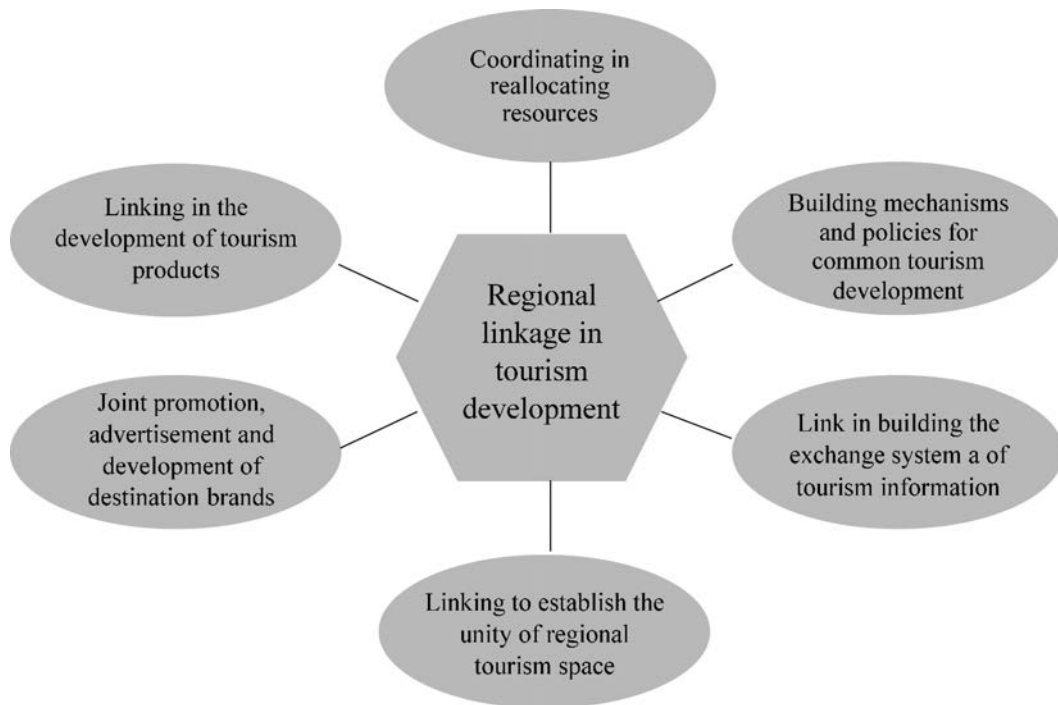 Coordinating in
reallocating
resources
Linking in the
development of tourism
products
Building mechanisms
and policies for
common tourism
development
Regional
linkage in
tourism
development
Joint promotion,
advertisement and
development of
destination brands
Link in building the
exchange system a of
tourism information
Linking to establish the
unity of regional
tourism space